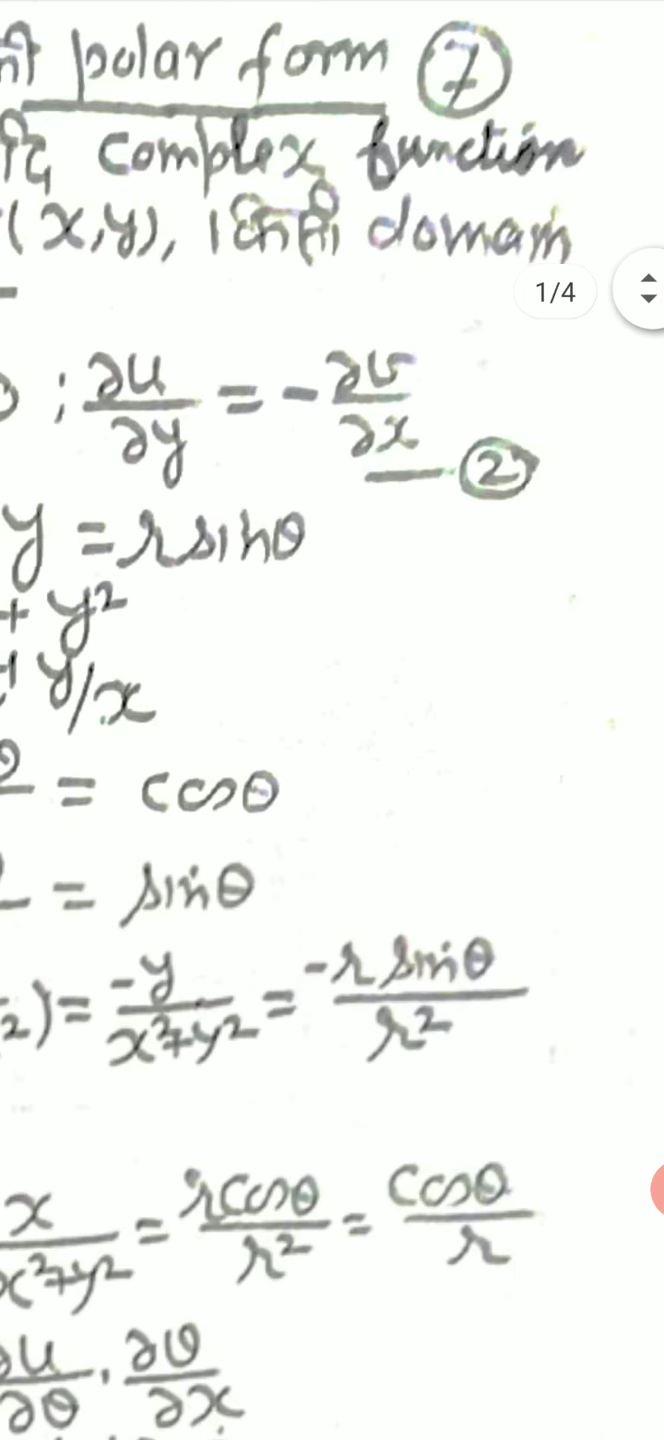 की polar form ⑦
यदि complex function
(x,y), किसी domain
1/4
; ∂u/∂y = - ∂v/∂x
— ②
y = r sinθ
+ y²
y/x
= cosθ
= sinθ
) = -y/x²+y² = -r sinθ/r²
x/x²+y² = r cosθ/r² = cosθ/r
∂u/∂θ . ∂θ/∂x